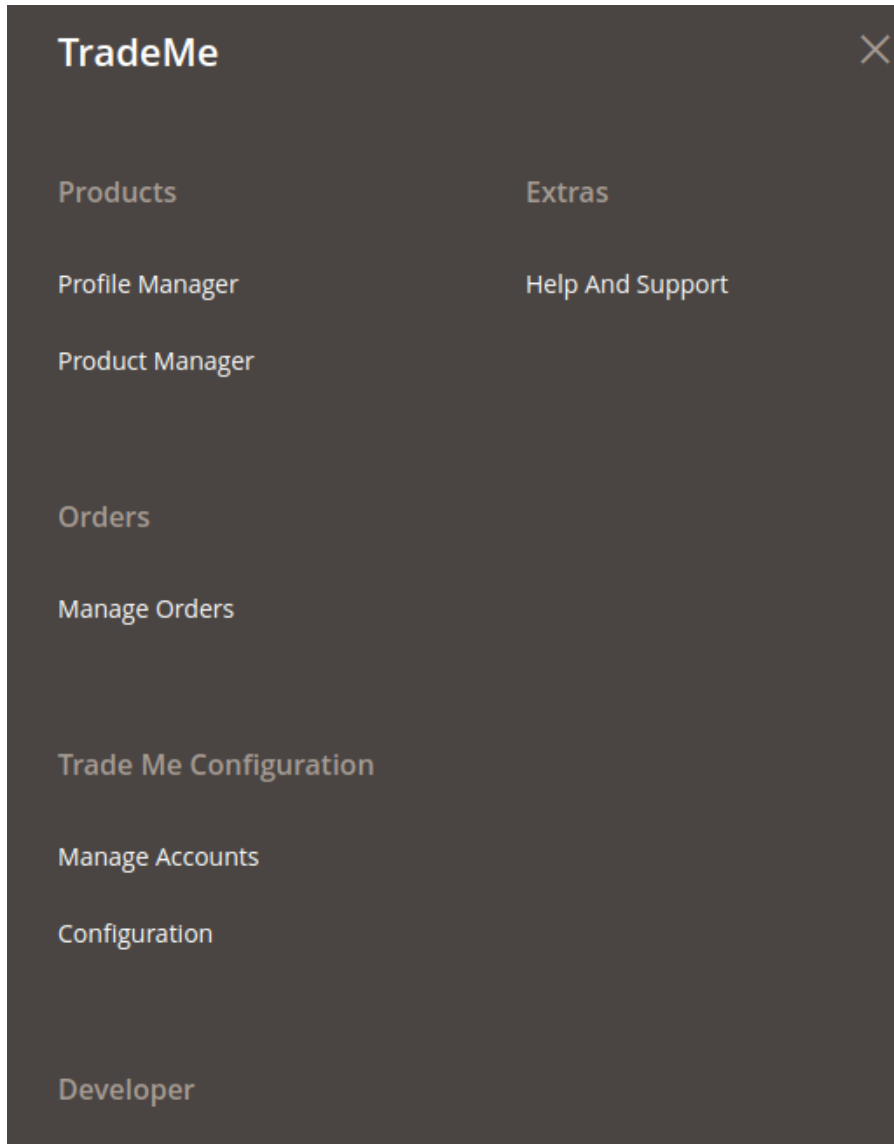 TradeMe
Products
Profile Manager
Product Manager
Orders
Manage Orders
Trade Me Configuration
Manage Accounts
Configuration
Developer
Extras
Help And Support